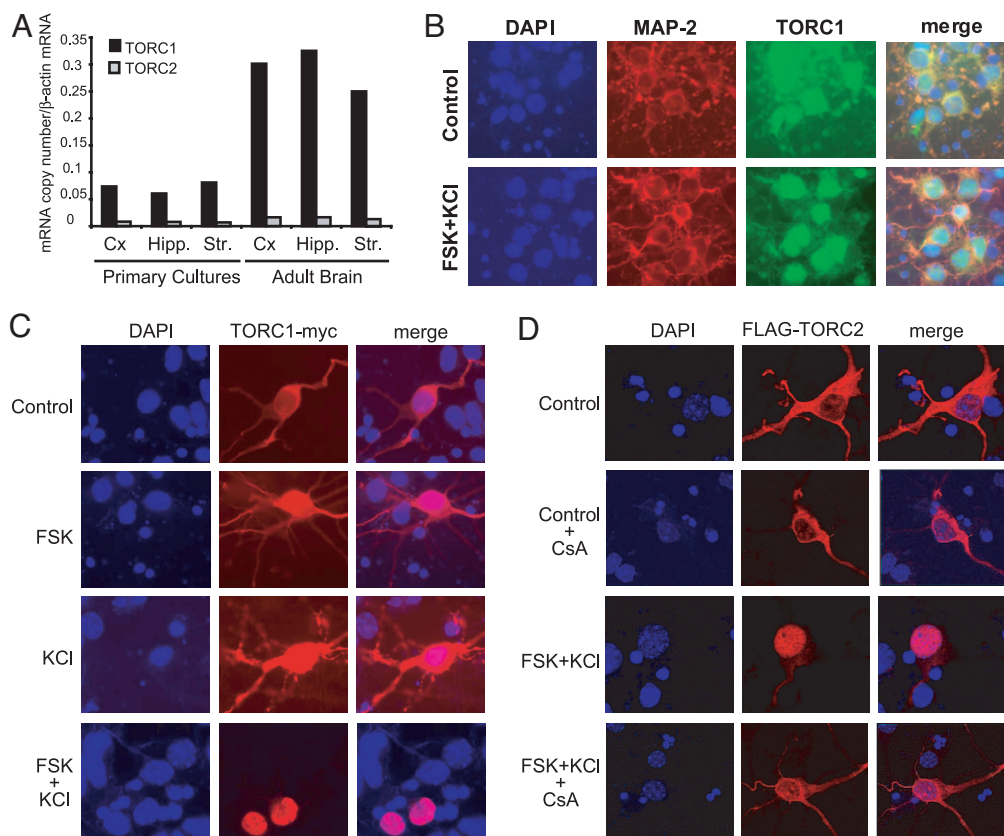 A
mRNA copy number/β-actin mRNA
0.35
0.3
0.25
0.2
0.15
0.1
0.05
0
TORC1
TORC2
Cx Hipp. Str. Cx Hipp. Str.
Primary Cultures Adult Brain
B
DAPI MAP-2 TORC1 merge
Control
FSK+KCl
C
DAPI TORC1-myc merge
Control
FSK
KCl
FSK
+
KCl
D
DAPI FLAG-TORC2 merge
Control
Control
+
CsA
FSK+KCl
FSK+KCl
+
CsA